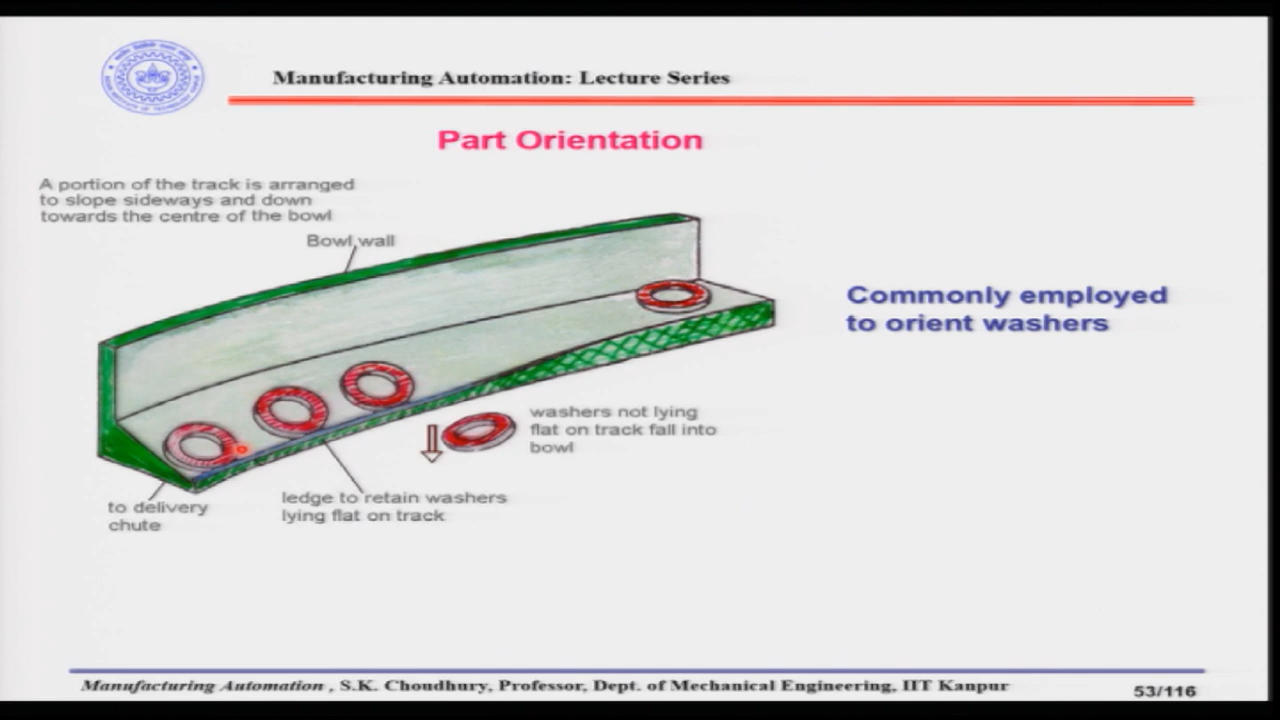 Manufacturing Automation: Lecture Series
Part Orientation
A portion of the track is arranged
to slope sideways and down
towards the centre of the bowl
Bowl wall
Commonly employed
to orient washers
washers not lying
flat on track fall into
bowl
ledge to retain washers
lying flat on track
to delivery
chute
Manufacturing Automation , S.K. Choudhury, Professor, Dept. of Mechanical Engineering, IIT Kanpur
53/116